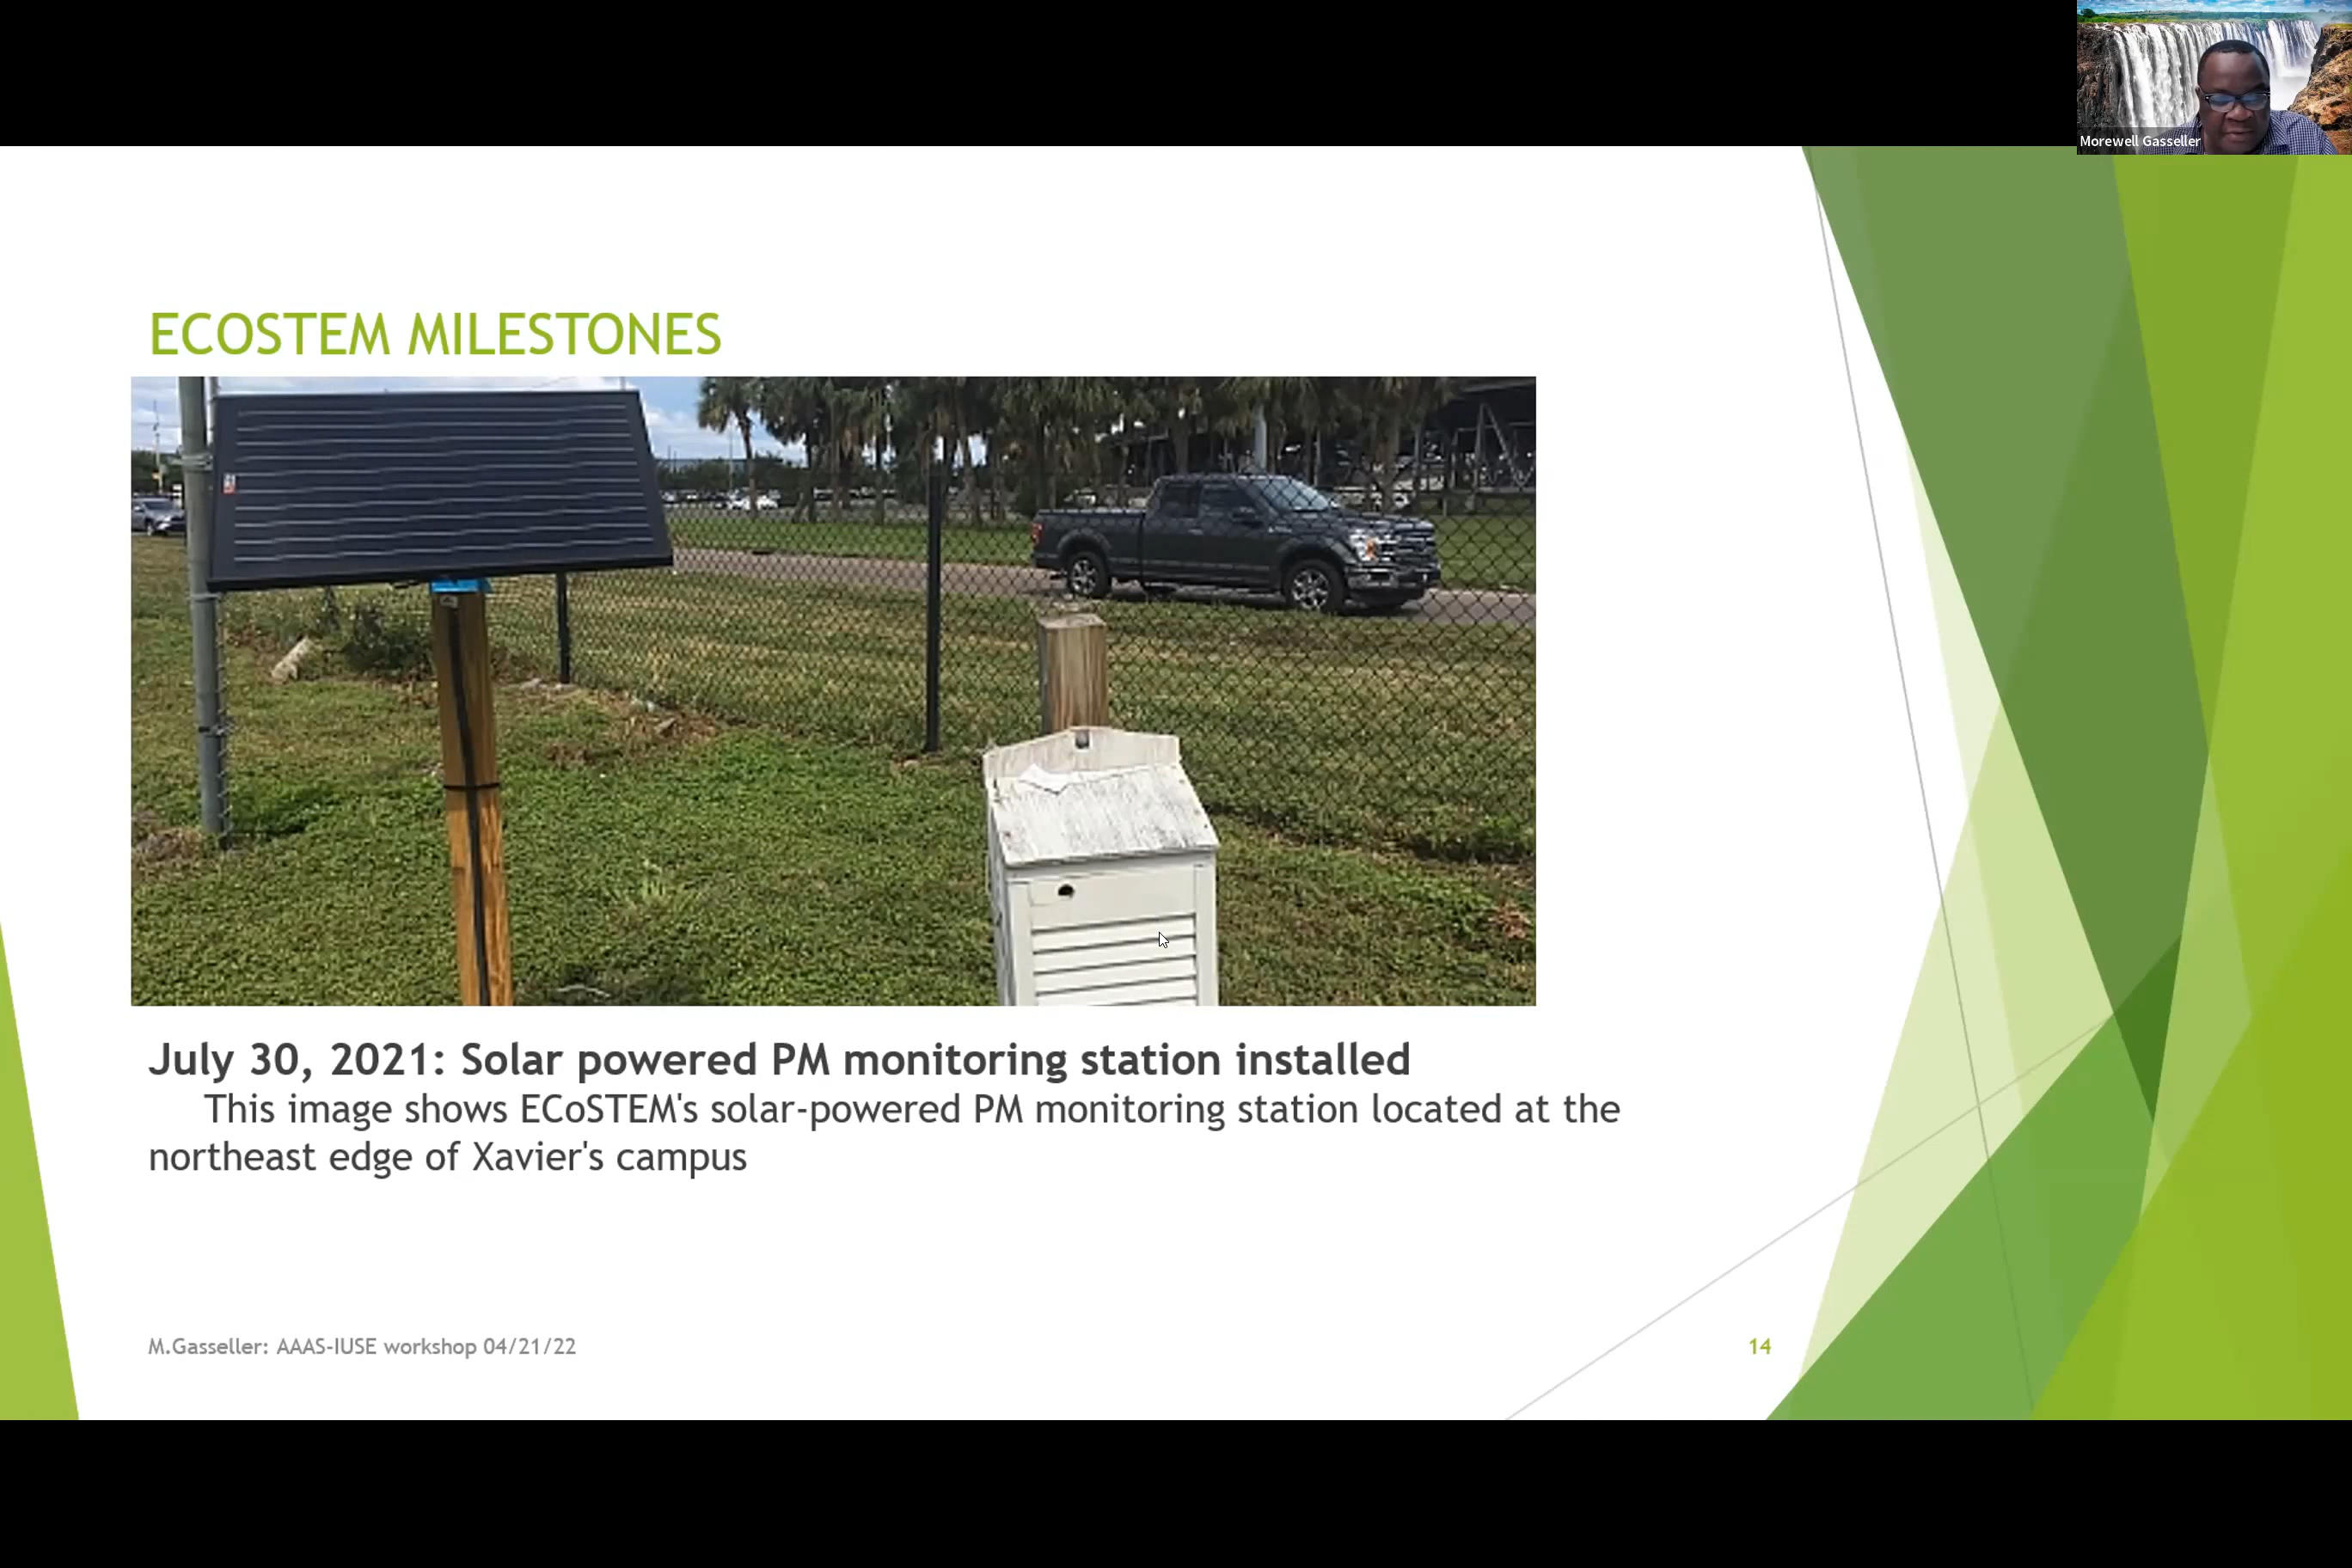 Morewell Gasseller
ECOSTEM MILESTONES
July 30, 2021: Solar powered PM monitoring station installed
This image shows ECoSTEM's solar-powered PM monitoring station located at the
northeast edge of Xavier's campus
M.Gasseller: AAAS-IUSE workshop 04/21/22
14